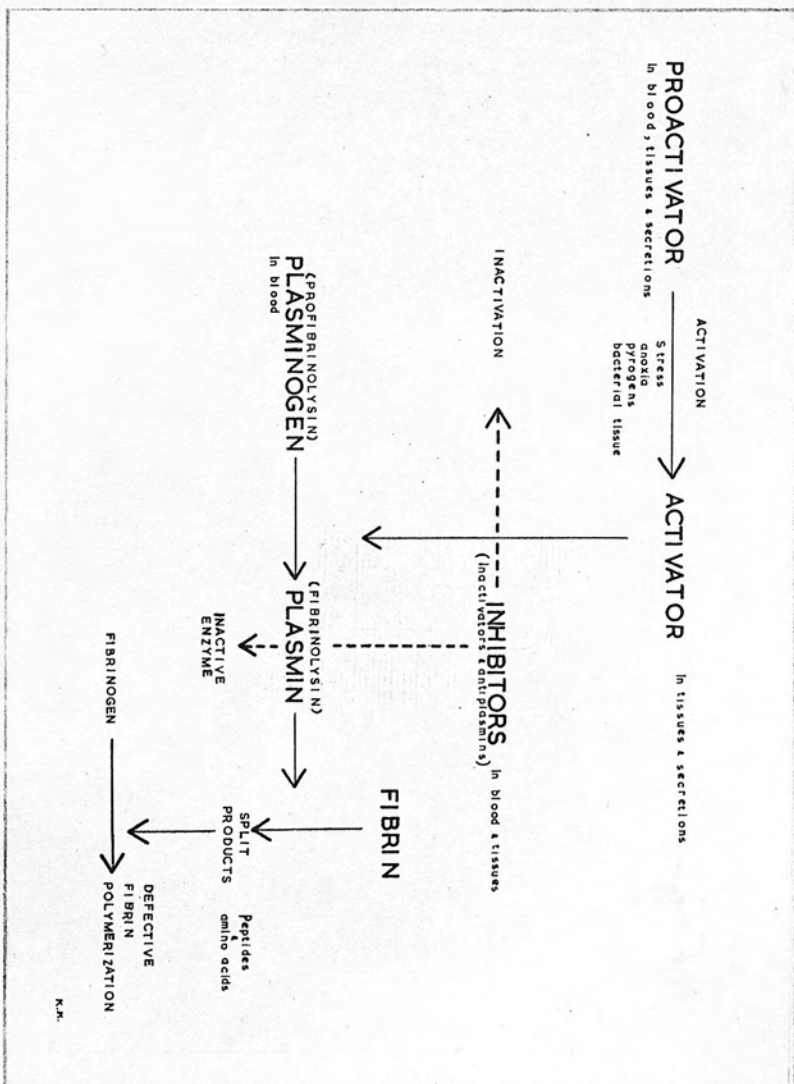 PROACTIVATOR
In blood, tissues & secretions
ACTIVATION
Stress
anoxia
pyrogens
bacterial tissue
ACTIVATOR
In tissues & secretions
INACTIVATION
INHIBITORS
(Inactivators & antiplasmins)
In blood & tissues
(PROFIBRINOLYSIN)
PLASMINOGEN
In blood
(FIBRINOLYSIN)
PLASMIN
FIBRIN
INACTIVE
ENZYME
SPLIT
PRODUCTS
Peptides
&
amino acids
FIBRINOGEN
DEFECTIVE
FIBRIN
POLYMERIZATION
K.M.